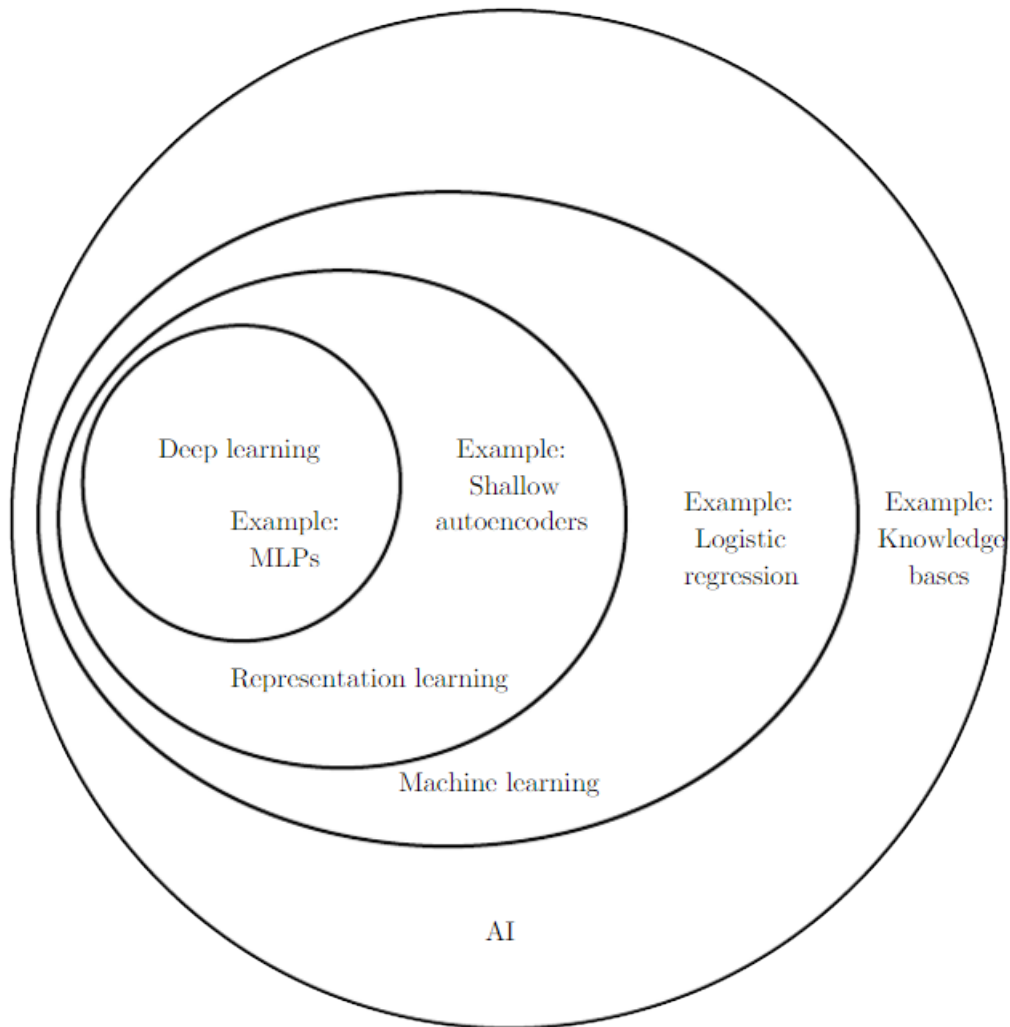 Deep learning
Example:
MLPs
Example:
Shallow
autoencoders
Example:
Logistic
regression
Example:
Knowledge
bases
Representation learning
Machine learning
AI